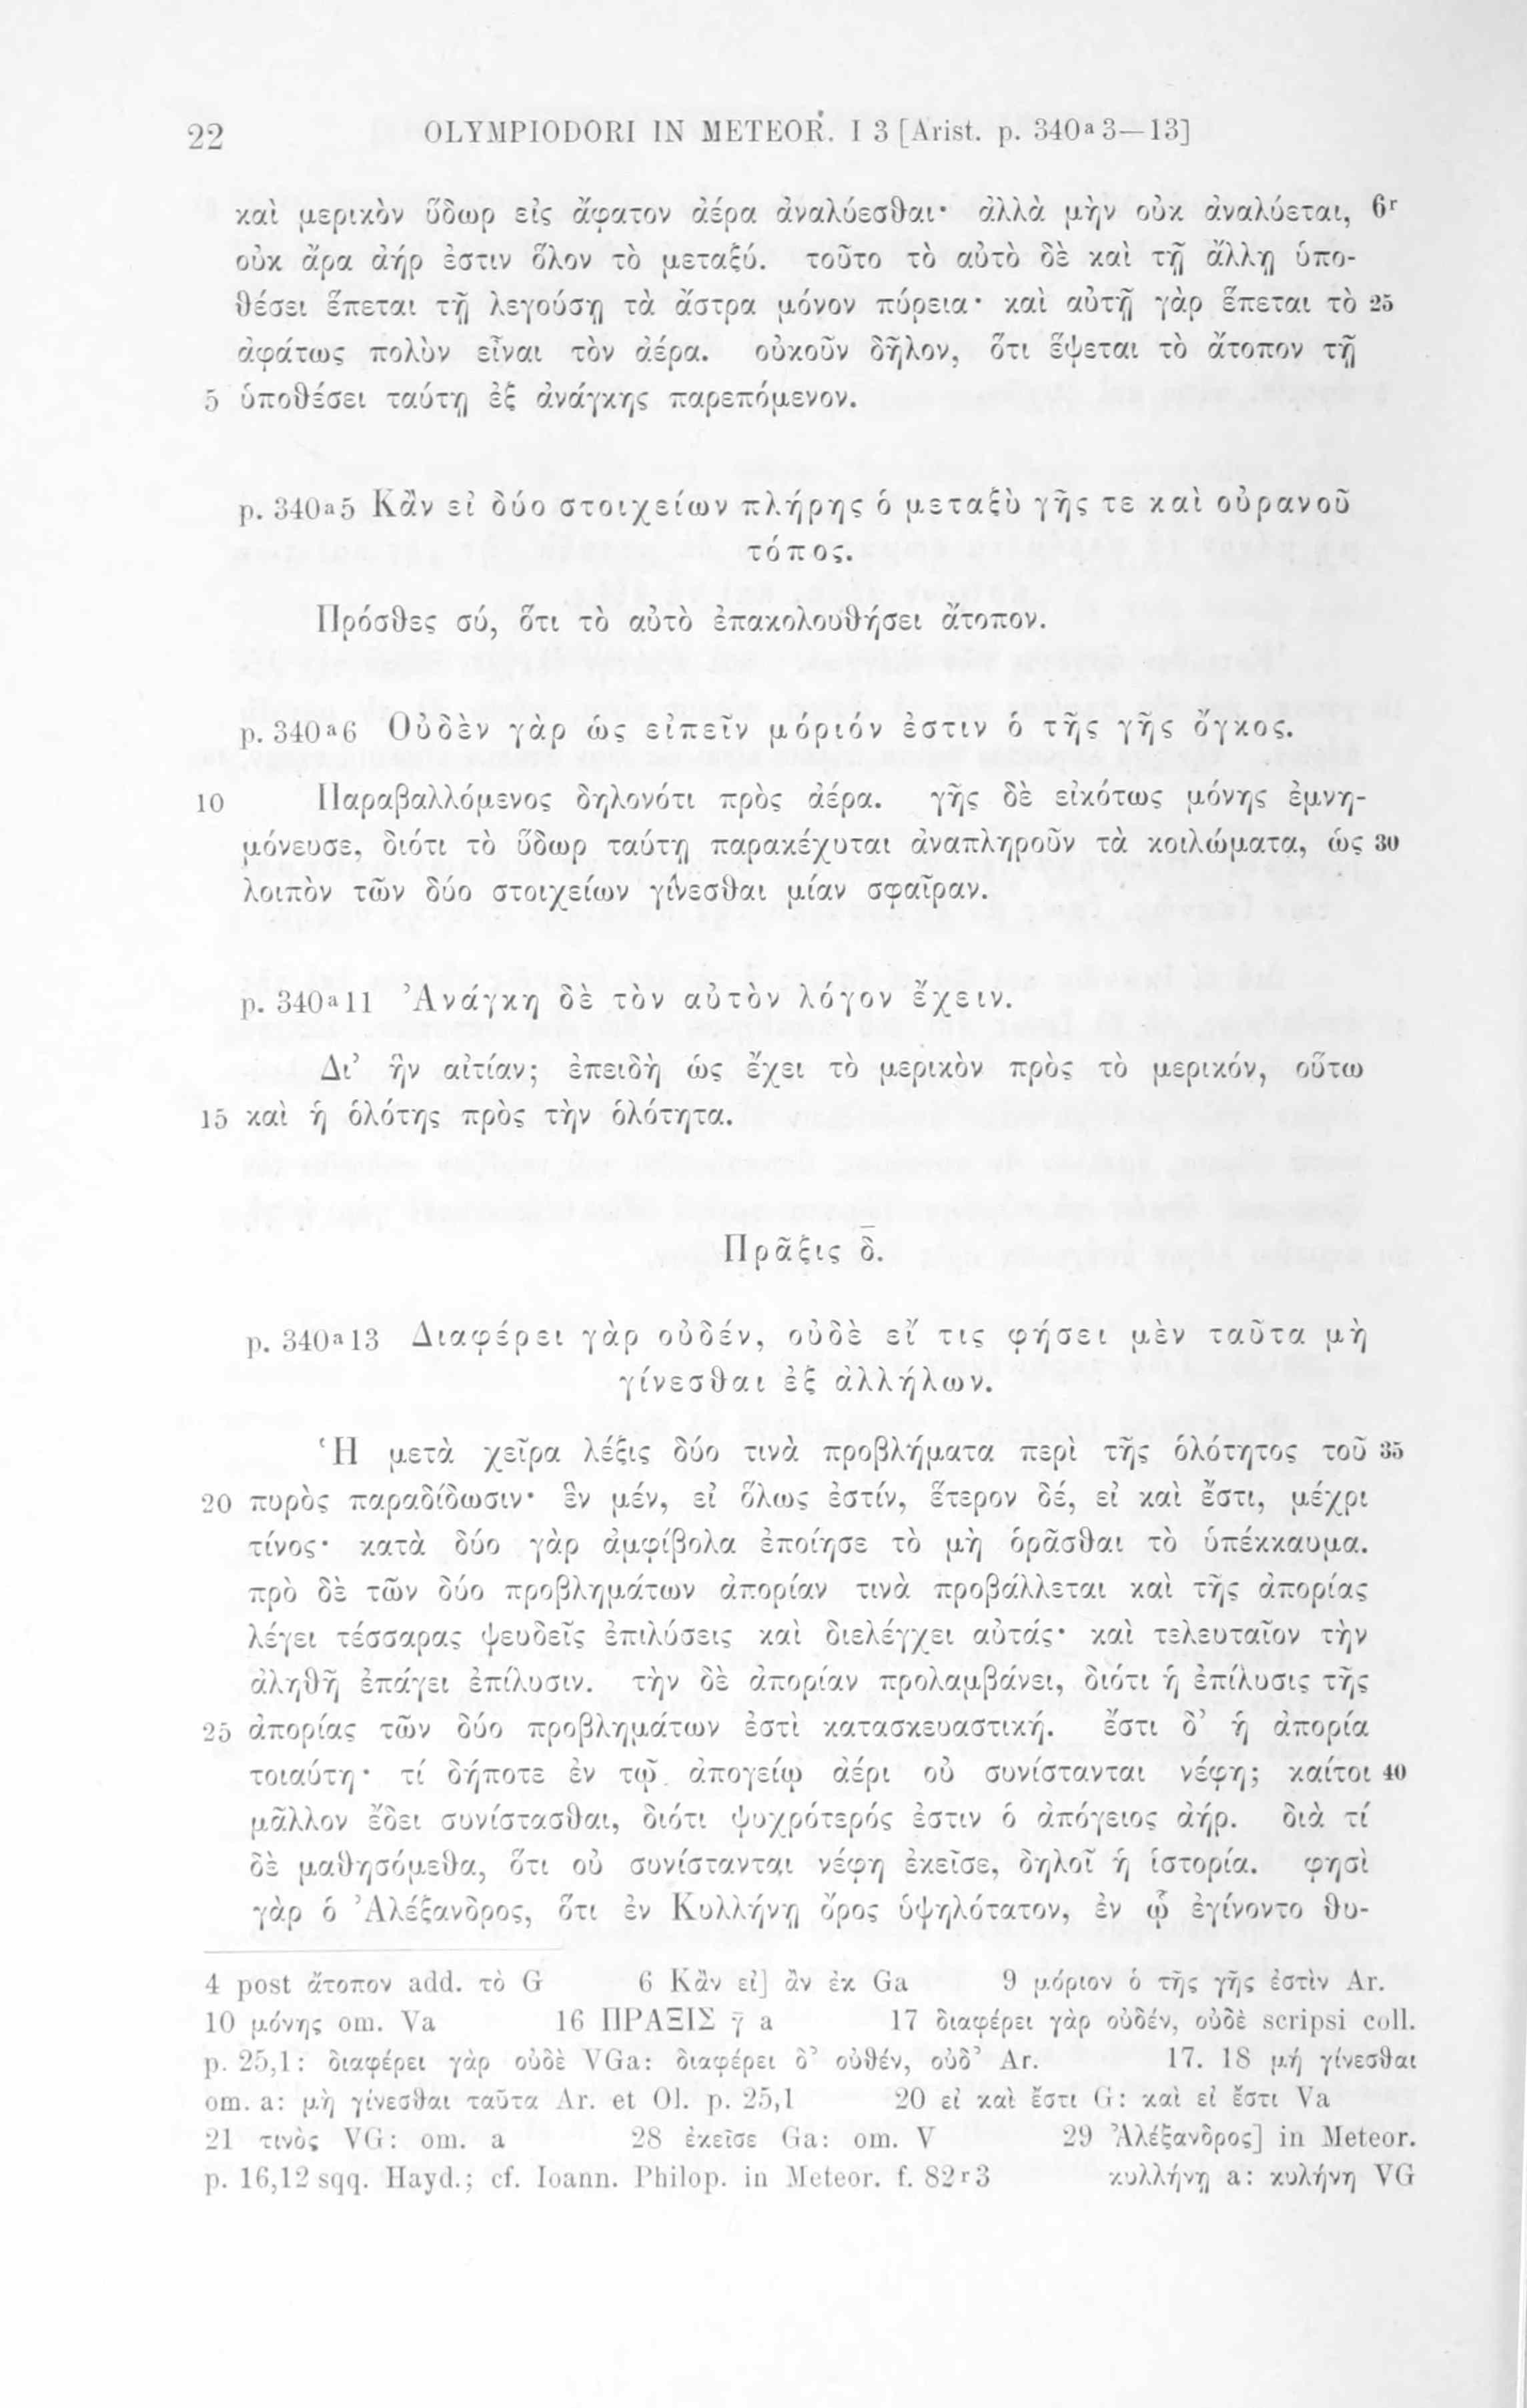 22 OLYMPIODORI IN METEOR. I 3 [Arist. p. 340a 3—13]
καὶ μερικὸν ὕδωρ εἰς ἄφατον ἀέρα ἀναλύεσθαι· ἀλλὰ μὴν οὐκ ἀναλύεται, 6r
οὐκ ἄρα ἀήρ ἐστιν ὅλον τὸ μεταξύ. τοῦτο τὸ αὐτὸ δὲ καὶ τῇ ἄλλῃ ὑπο-
θέσει ἕπεται τῇ λεγούσῃ τὰ ἄστρα μόνον πύρεια· καὶ αὐτῇ γὰρ ἕπεται τὸ 25
ἀφάτως πολὺν εἶναι τὸν ἀέρα. οὐκοῦν δῆλον, ὅτι ἕψεται τὸ ἄτοπον τῇ
5 ὑποθέσει ταύτῃ ἐξ ἀνάγκης παρεπόμενον.
p. 340a5 Κἂν εἰ δύο στοιχείων πλήρης ὁ μεταξὺ γῆς τε καὶ οὐρανοῦ
τόπος.
Πρόσθες σύ, ὅτι τὸ αὐτὸ ἐπακολουθήσει ἄτοπον.
p. 340a6 Οὐδὲν γὰρ ὡς εἰπεῖν μόριόν ἐστιν ὁ τῆς γῆς ὄγκος.
10 Παραβαλλόμενος δηλονότι πρὸς ἀέρα. γῆς δὲ εἰκότως μόνης ἐμνη-
μόνευσε, διότι τὸ ὕδωρ ταύτῃ παρακέχυται ἀναπληροῦν τὰ κοιλώματα, ὡς 30
λοιπὸν τῶν δύο στοιχείων γίνεσθαι μίαν σφαῖραν.
p. 340a11 Ἀνάγκη δὲ τὸν αὐτὸν λόγον ἔχειν.
Δι’ ἣν αἰτίαν; ἐπειδὴ ὡς ἔχει τὸ μερικὸν πρὸς τὸ μερικόν, οὕτω
15 καὶ ἡ ὁλότης πρὸς τὴν ὁλότητα.
Πρᾶξις δ̅.
p. 340a13 Διαφέρει γὰρ οὐδέν, οὐδὲ εἴ τις φήσει μὲν ταῦτα μὴ
γίνεσθαι ἐξ ἀλλήλων.
Ἡ μετὰ χεῖρα λέξις δύο τινὰ προβλήματα περὶ τῆς ὁλότητος τοῦ 35
20 πυρὸς παραδίδωσιν· ἓν μέν, εἰ ὅλως ἐστίν, ἕτερον δέ, εἰ καὶ ἔστι, μέχρι
τίνος· κατὰ δύο γὰρ ἀμφίβολα ἐποίησε τὸ μὴ ὁρᾶσθαι τὸ ὑπέκκαυμα.
πρὸ δὲ τῶν δύο προβλημάτων ἀπορίαν τινὰ προβάλλεται καὶ τῆς ἀπορίας
λέγει τέσσαρας ψευδεῖς ἐπιλύσεις καὶ διελέγχει αὐτάς· καὶ τελευταῖον τὴν
ἀληθῆ ἐπάγει ἐπίλυσιν. τὴν δὲ ἀπορίαν προλαμβάνει, διότι ἡ ἐπίλυσις τῆς
25 ἀπορίας τῶν δύο προβλημάτων ἐστὶ κατασκευαστική. ἔστι δ’ ἡ ἀπορία
τοιαύτη· τί δήποτε ἐν τῷ ἀπογείῳ ἀέρι οὐ συνίστανται νέφη; καίτοι 40
μᾶλλον ἔδει συνίστασθαι, διότι ψυχρότερός ἐστιν ὁ ἀπόγειος ἀήρ. διὰ τί
δὲ μαθησόμεθα, ὅτι οὐ συνίστανται νέφη ἐκεῖσε, δηλοῖ ἡ ἱστορία. φησὶ
γὰρ ὁ Ἀλέξανδρος, ὅτι ἐν Κυλλήνῃ ὄρος ὑψηλότατον, ἐν ᾧ ἐγίνοντο θυ-
4 post ἄτοπον add. τὸ G 6 Κἂν εἰ] ἂν ἐκ Ga 9 μόριον ὁ τῆς γῆς ἐστὶν Ar.
10 μόνης om. Va 16 ΠΡΑΞΙΣ γ̅ a 17 διαφέρει γὰρ οὐδέν, οὐδὲ scripsi coll.
p. 25,1: διαφέρει γὰρ οὐδὲ VGa: διαφέρει δ’ οὐθέν, οὐδ’ Ar. 17. 18 μή γίνεσθαι
om. a: μὴ γίνεσθαι ταῦτα Ar. et Ol. p. 25,1 20 εἰ καὶ ἔστι G: καὶ εἰ ἔστι Va
21 τινὸς VG: om. a 28 ἐκεῖσε Ga: om. V 29 Ἀλέξανδρος] in Meteor.
p. 16,12 sqq. Hayd.; cf. Ioann. Philop. in Meteor. f. 82r3 κυλλήνῃ a: κυλήνη VG